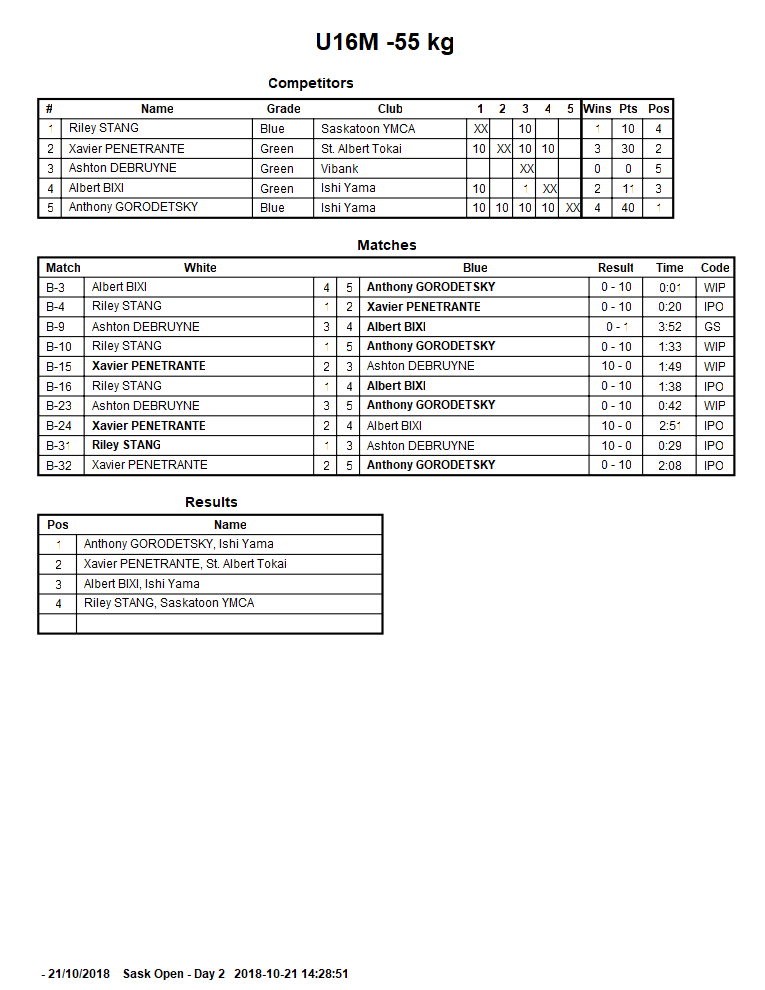 U16M -55 kg
Competitors
# Name Grade Club 1 2 3 4 5 Wins Pts Pos
1 Riley STANG Blue Saskatoon YMCA XX 10 1 10 4
2 Xavier PENETRANTE Green St. Albert Tokai 10 XX 10 10 3 30 2
3 Ashton DEBRUYNE Green Vibank XX 0 0 5
4 Albert BIXI Green Ishi Yama 10 1 XX 2 11 3
5 Anthony GORODETSKY Blue Ishi Yama 10 10 10 10 XX 4 40 1
Matches
Match White Blue Result Time Code
B-3 Albert BIXI 4 5 Anthony GORODETSKY 0 - 10 0:01 WIP
B-4 Riley STANG 1 2 Xavier PENETRANTE 0 - 10 0:20 IPO
B-9 Ashton DEBRUYNE 3 4 Albert BIXI 0 - 1 3:52 GS
B-10 Riley STANG 1 5 Anthony GORODETSKY 0 - 10 1:33 WIP
B-15 Xavier PENETRANTE 2 3 Ashton DEBRUYNE 10 - 0 1:49 WIP
B-16 Riley STANG 1 4 Albert BIXI 0 - 10 1:38 IPO
B-23 Ashton DEBRUYNE 3 5 Anthony GORODETSKY 0 - 10 0:42 WIP
B-24 Xavier PENETRANTE 2 4 Albert BIXI 10 - 0 2:51 IPO
B-31 Riley STANG 1 3 Ashton DEBRUYNE 10 - 0 0:29 IPO
B-32 Xavier PENETRANTE 2 5 Anthony GORODETSKY 0 - 10 2:08 IPO
Results
Pos Name
1 Anthony GORODETSKY, Ishi Yama
2 Xavier PENETRANTE, St. Albert Tokai
3 Albert BIXI, Ishi Yama
4 Riley STANG, Saskatoon YMCA
- 21/10/2018 Sask Open - Day 2 2018-10-21 14:28:51